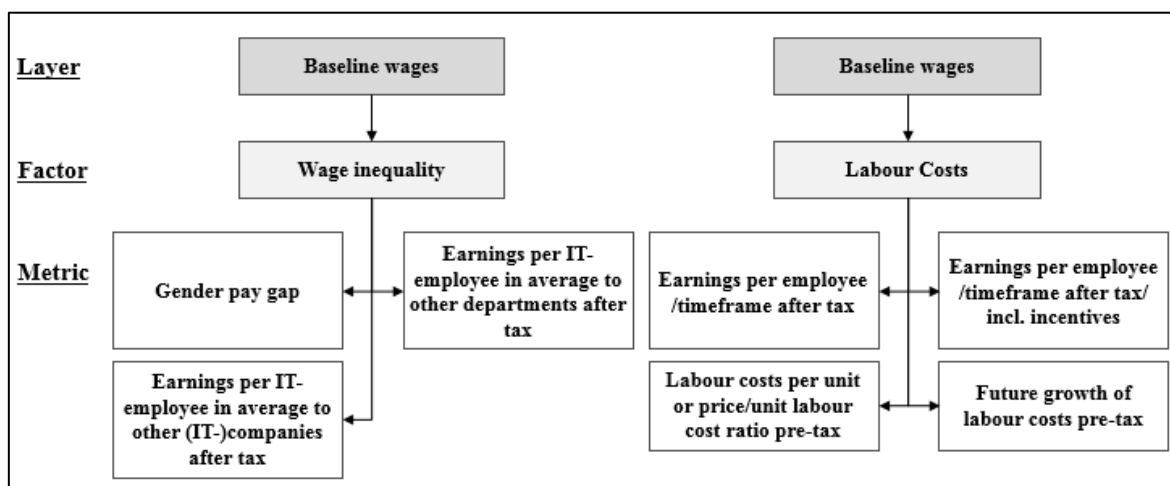 Layer
Baseline wages
Baseline wages
Factor
Wage inequality
Labour Costs
Metric
Gender pay gap
Earnings per IT-
employee in average to
other departments after
tax
Earnings per employee
/timeframe after tax
Earnings per employee
/timeframe after tax/
incl. incentives
Earnings per IT-
employee in average to
other (IT-)companies
after tax
Labour costs per unit
or price/unit labour
cost ratio pre-tax
Future growth of
labour costs pre-tax